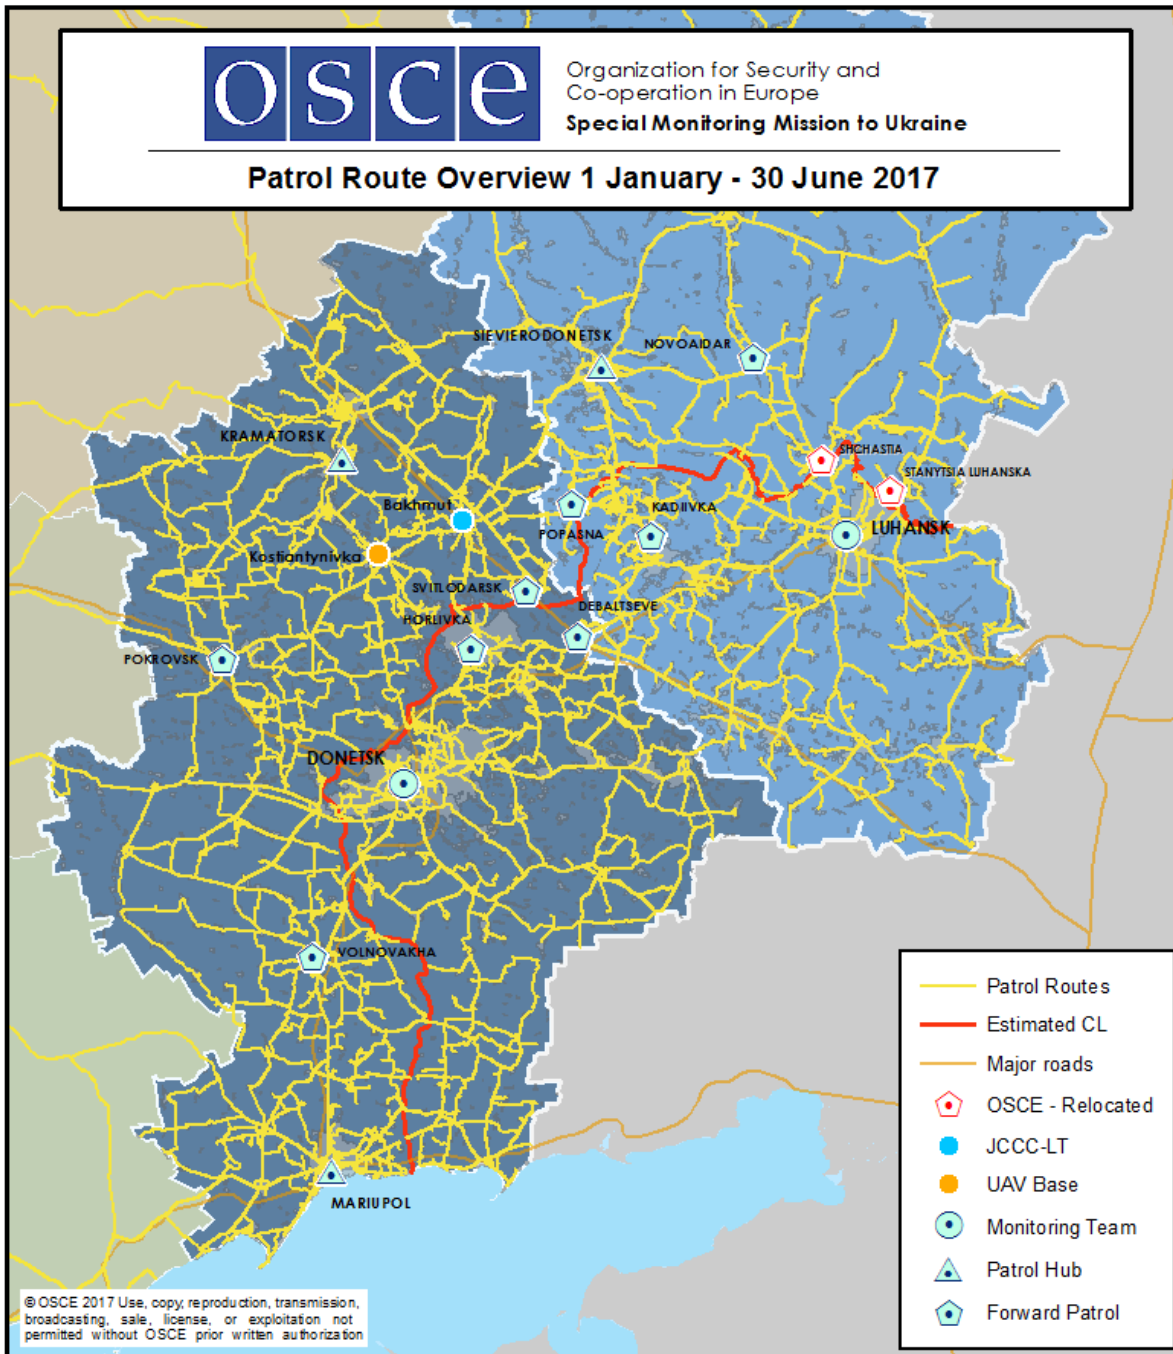 osce
Organization for Security and
Co-operation in Europe
Special Monitoring Mission to Ukraine
Patrol Route Overview 1 January - 30 June 2017
SIEVIERODONETSK
NOVOAIDAR
KRAMATORSK
SHCHASTIA
STANYTSIA LUHANSKA
Bakhmut
KADIIVKA
LUHANSK
POPASNA
Kostiantynivka
SVITLODARSK
DEBALTSEVE
HORLIVKA
POKROVSK
DONETSK
VOLNOVAKHA
MARIUPOL
Patrol Routes
Estimated CL
Major roads
OSCE - Relocated
JCCC-LT
UAV Base
Monitoring Team
Patrol Hub
Forward Patrol
© OSCE 2017 Use, copy, reproduction, transmission,
broadcasting, sale, license, or exploitation not
permitted without OSCE prior written authorization